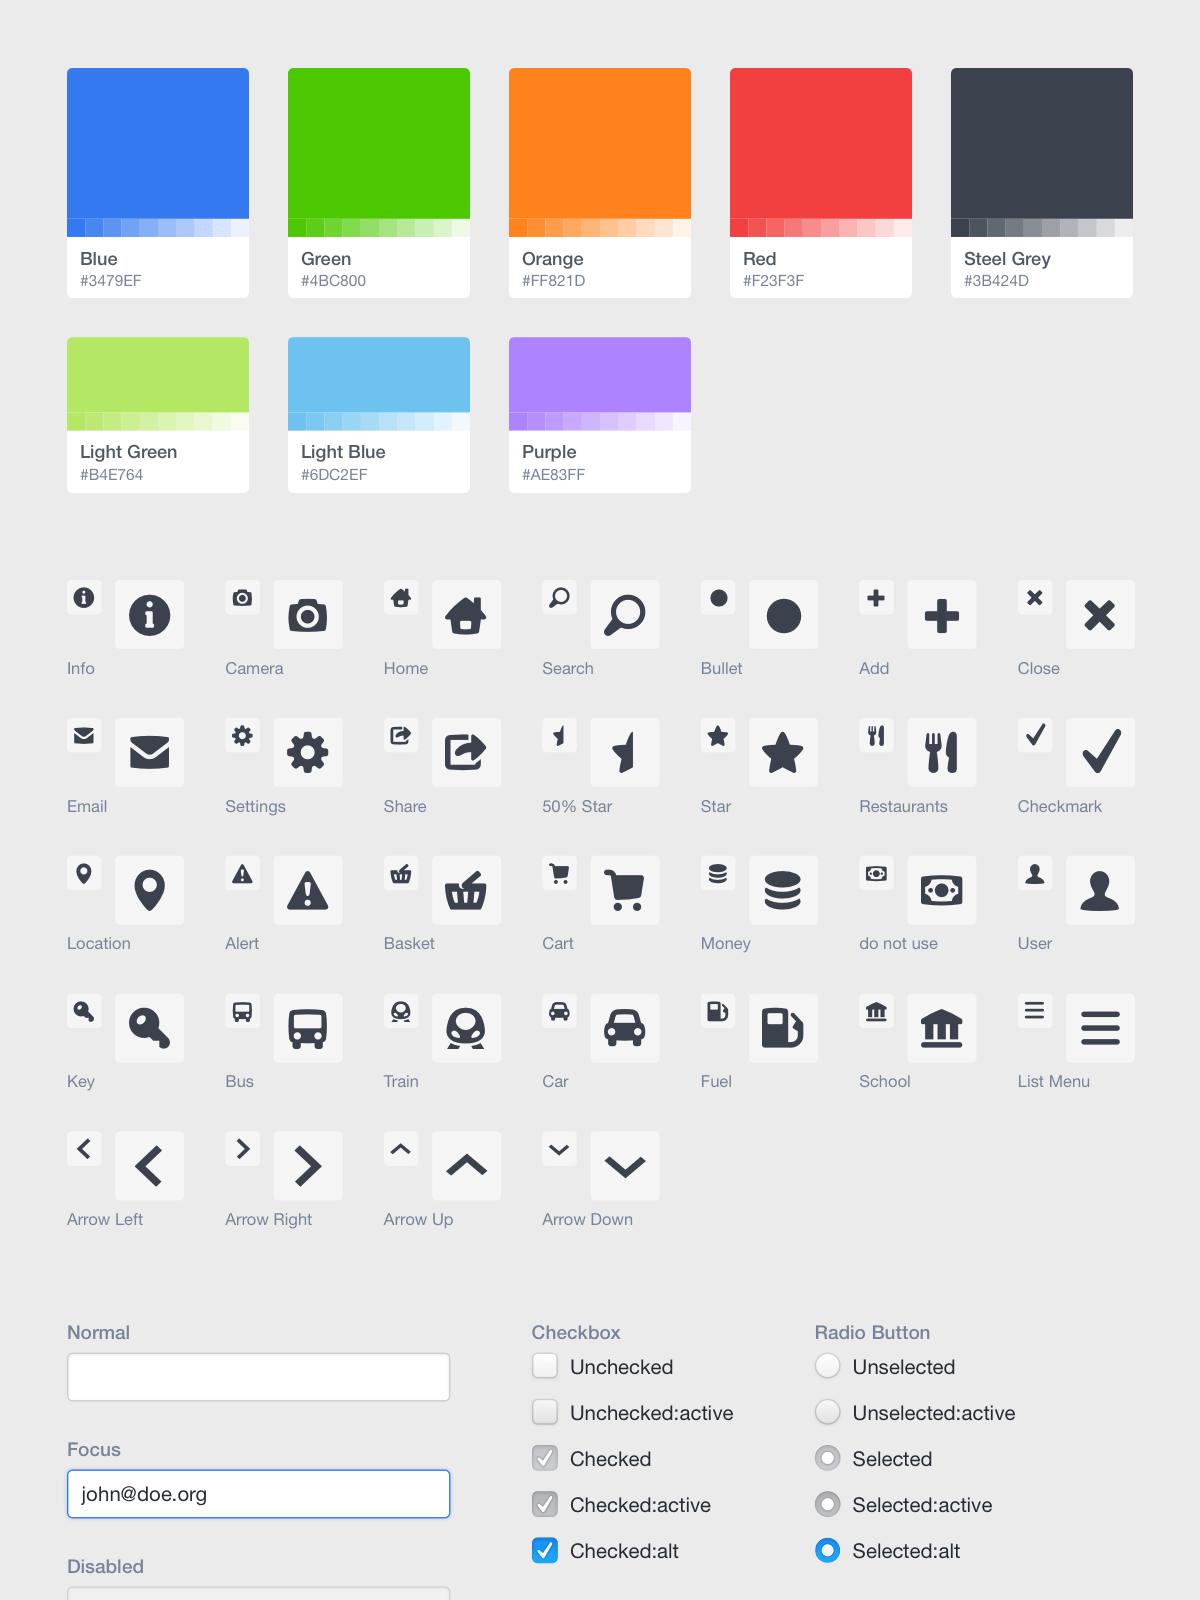 Blue
#3479EF
Green
#4BC800
Orange
#FF821D
Red
#F23F3F
Steel Grey
#3B424D
Light Green
#B4E764
Light Blue
#6DC2EF
Purple
#AE83FF
Info
Camera
Home
Search
Bullet
Add
Close
Email
Settings
Share
50% Star
Star
Restaurants
Checkmark
Location
Alert
Basket
Cart
Money
do not use
User
Key
Bus
Train
Car
Fuel
School
List Menu
Arrow Left
Arrow Right
Arrow Up
Arrow Down
Normal
Focus
john@doe.org
Disabled
Checkbox
Unchecked
Unchecked:active
Checked
Checked:active
Checked:alt
Radio Button
Unselected
Unselected:active
Selected
Selected:active
Selected:alt